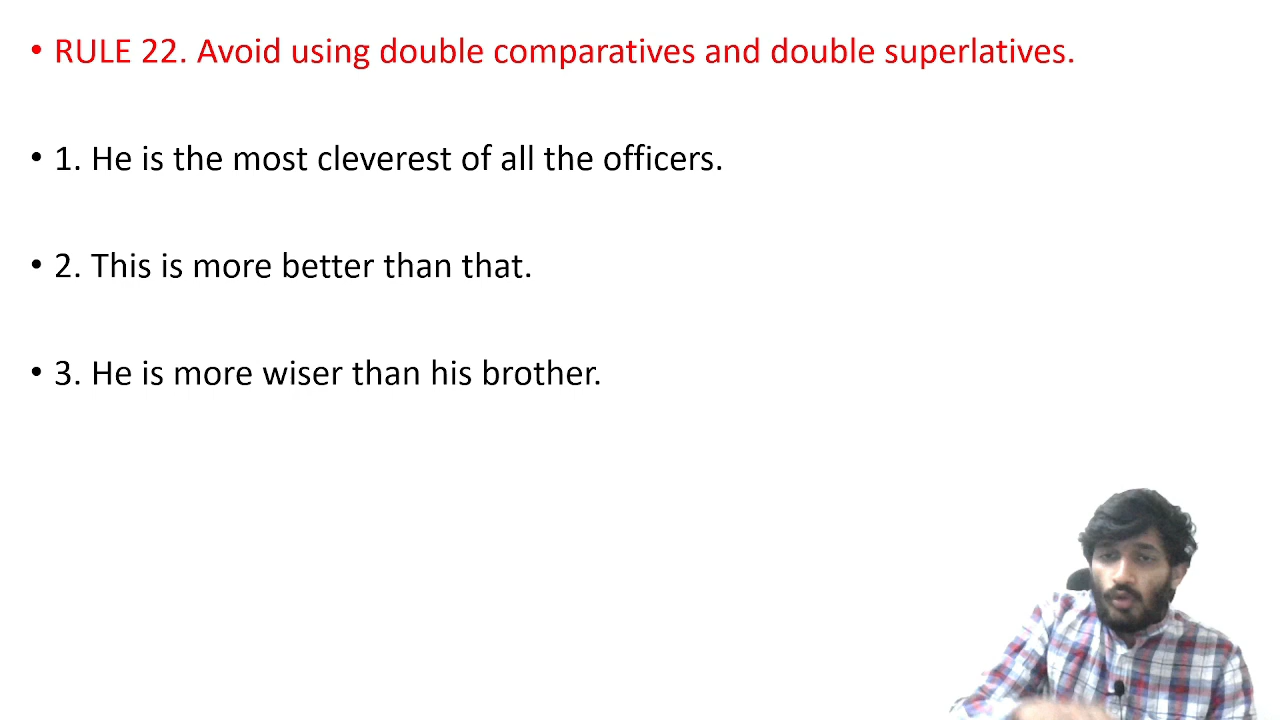 • RULE 22. Avoid using double comparatives and double superlatives.
• 1. He is the most cleverest of all the officers.
• 2. This is more better than that.
• 3. He is more wiser than his brother.